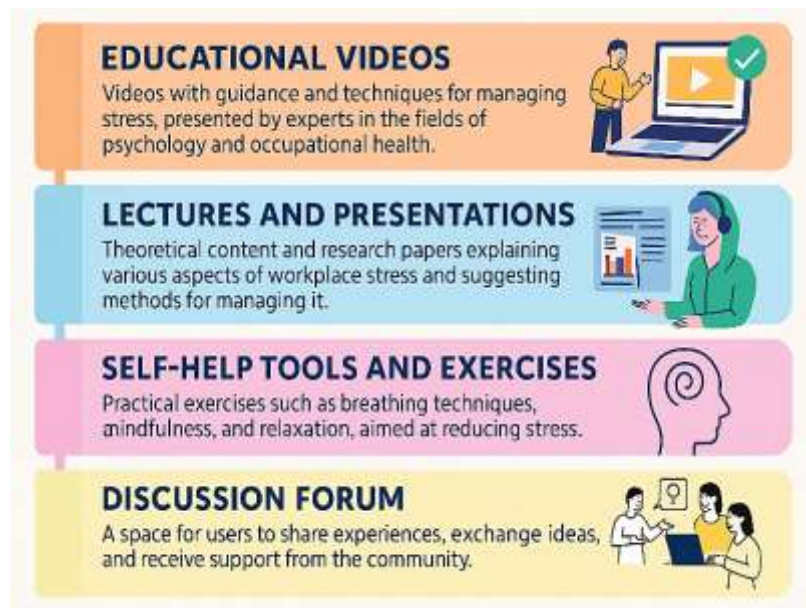 EDUCATIONAL VIDEOS
Videos with guidance and techniques for managing
stress, presented by experts in the fields of
psychology and occupational health.
LECTURES AND PRESENTATIONS
Theoretical content and research papers explaining
various aspects of workplace stress and suggesting
methods for managing it.
SELF-HELP TOOLS AND EXERCISES
Practical exercises such as breathing techniques,
mindfulness, and relaxation, aimed at reducing stress.
DISCUSSION FORUM
A space for users to share experiences, exchange ideas,
and receive support from the community.